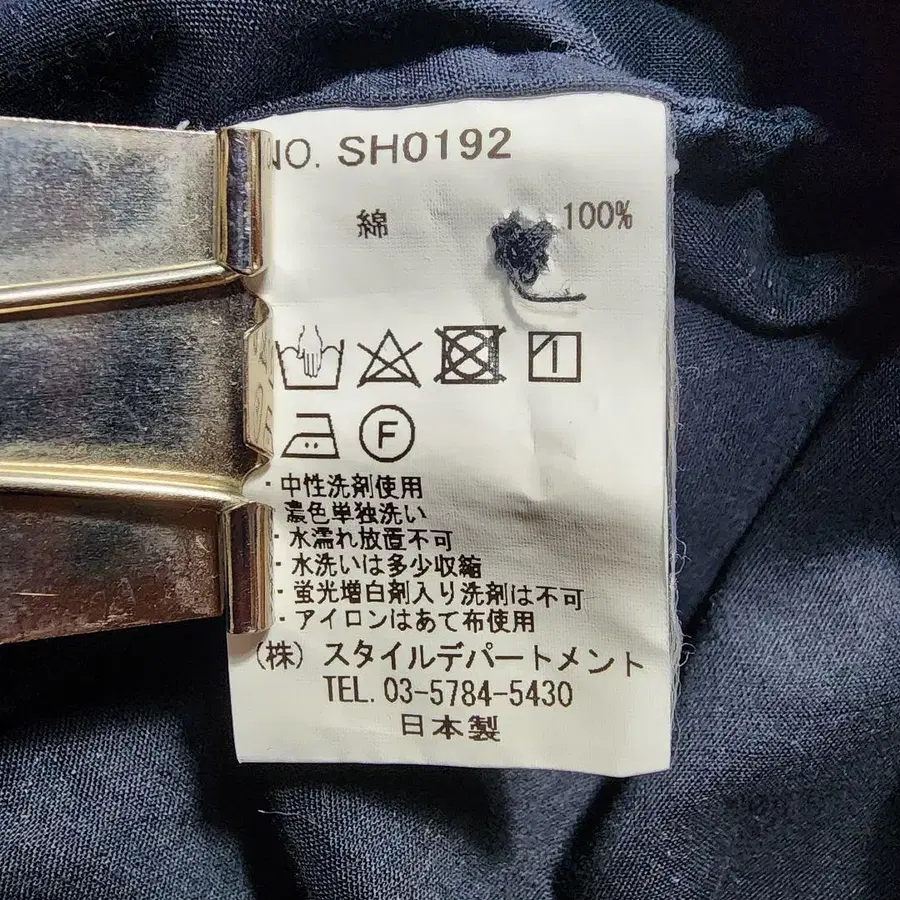 NO. SH0192
綿 100%
F
・中性洗剤使用
濃色単独洗い
・水濡れ放置不可
・水洗いは多少収縮
・蛍光増白剤入り洗剤は不可
・アイロンはあて布使用
(株) スタイルデパートメント
TEL. 03-5784-5430
日本製